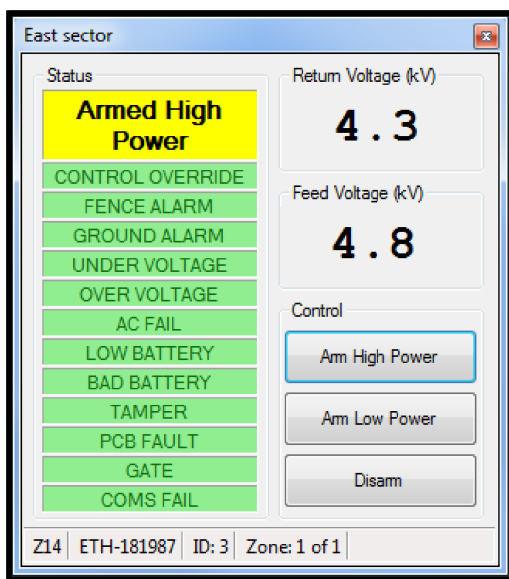 East sector
Status
Armed High
Power
CONTROL OVERRIDE
FENCE ALARM
GROUND ALARM
UNDER VOLTAGE
OVER VOLTAGE
AC FAIL
LOW BATTERY
BAD BATTERY
TAMPER
PCB FAULT
GATE
COMS FAIL
Return Voltage (kV)
4.3
Feed Voltage (kV)
4.8
Control
Arm High Power
Arm Low Power
Disarm
Z14 ETH-181987 ID: 3 Zone: 1 of 1